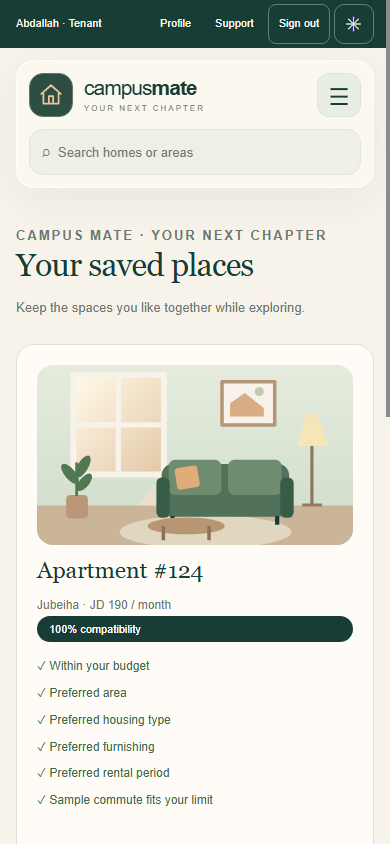 Abdallah · Tenant Profile Support Sign out
campusmate
YOUR NEXT CHAPTER
Search homes or areas
CAMPUS MATE · YOUR NEXT CHAPTER
Your saved places
Keep the spaces you like together while exploring.
Apartment #124
Jubeiha · JD 190 / month
100% compatibility
✓ Within your budget
✓ Preferred area
✓ Preferred housing type
✓ Preferred furnishing
✓ Preferred rental period
✓ Sample commute fits your limit